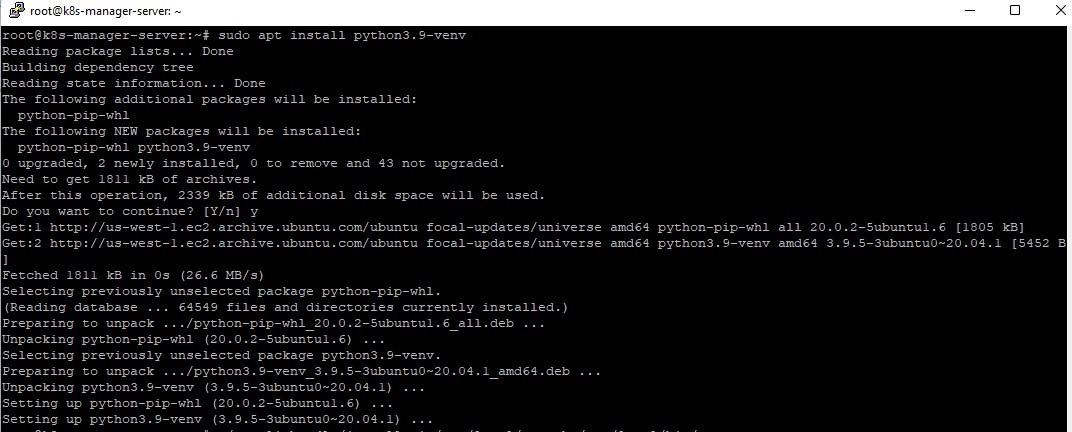 root@k8s-manager-server: ~
root@k8s-manager-server:~# sudo apt install python3.9-venv
Reading package lists... Done
Building dependency tree
Reading state information... Done
The following additional packages will be installed:
  python-pip-whl
The following NEW packages will be installed:
  python-pip-whl python3.9-venv
0 upgraded, 2 newly installed, 0 to remove and 43 not upgraded.
Need to get 1811 kB of archives.
After this operation, 2339 kB of additional disk space will be used.
Do you want to continue? [Y/n] y
Get:1 http://us-west-1.ec2.archive.ubuntu.com/ubuntu focal-updates/universe amd64 python-pip-whl all 20.0.2-5ubuntu1.6 [1805 kB]
Get:2 http://us-west-1.ec2.archive.ubuntu.com/ubuntu focal-updates/universe amd64 python3.9-venv amd64 3.9.5-3ubuntu0~20.04.1 [5452 B
]
Fetched 1811 kB in 0s (26.6 MB/s)
Selecting previously unselected package python-pip-whl.
(Reading database ... 64549 files and directories currently installed.)
Preparing to unpack .../python-pip-whl_20.0.2-5ubuntu1.6_all.deb ...
Unpacking python-pip-whl (20.0.2-5ubuntu1.6) ...
Selecting previously unselected package python3.9-venv.
Preparing to unpack .../python3.9-venv_3.9.5-3ubuntu0~20.04.1_amd64.deb ...
Unpacking python3.9-venv (3.9.5-3ubuntu0~20.04.1) ...
Setting up python-pip-whl (20.0.2-5ubuntu1.6) ...
Setting up python3.9-venv (3.9.5-3ubuntu0~20.04.1) ...